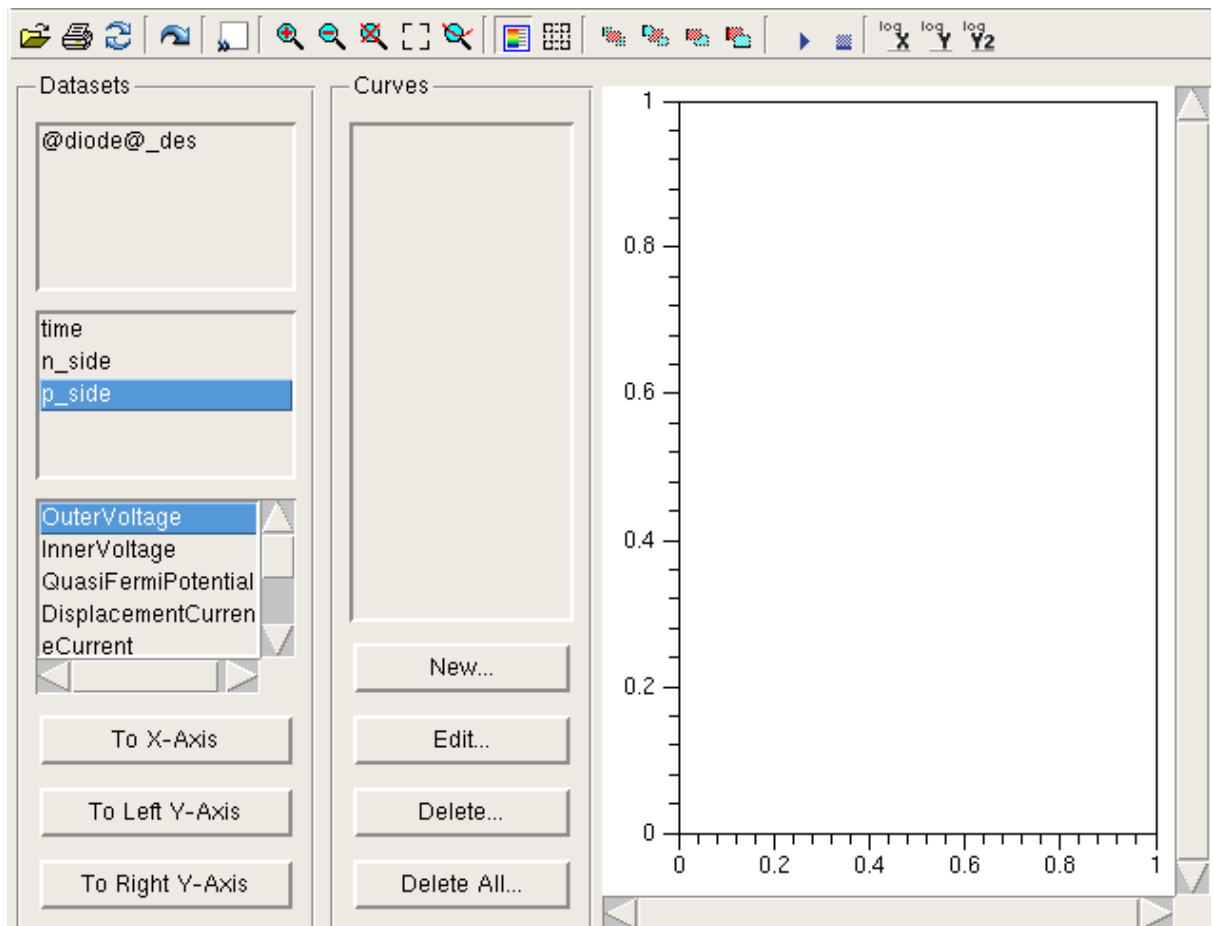 log X log Y log Y2
Datasets
Curves
@diode@_des
time
n_side
p_side
OuterVoltage
InnerVoltage
QuasiFermiPotential
DisplacementCurren
eCurrent
To X-Axis
To Left Y-Axis
To Right Y-Axis
New...
Edit...
Delete...
Delete All...
1
0.8
0.6
0.4
0.2
0
0 0.2 0.4 0.6 0.8 1